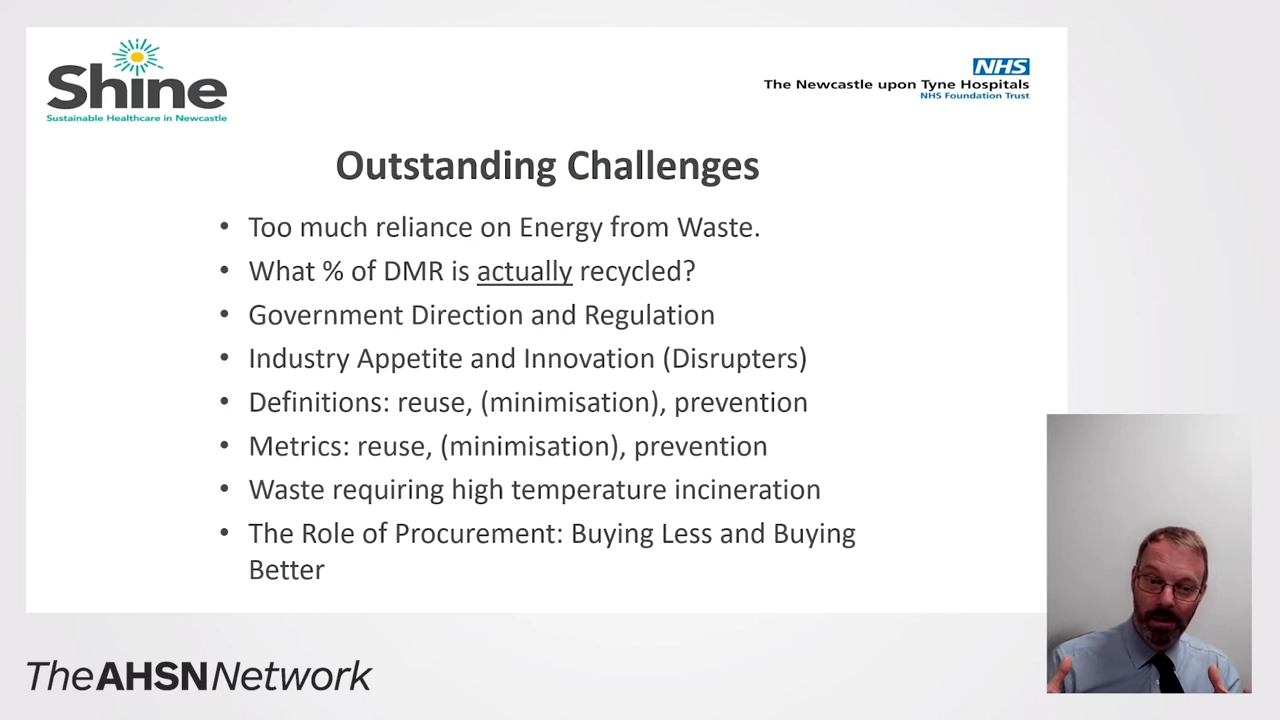 Shine
Sustainable Healthcare in Newcastle
NHS
The Newcastle upon Tyne Hospitals
NHS Foundation Trust
Outstanding Challenges
• Too much reliance on Energy from Waste.
• What % of DMR is actually recycled?
• Government Direction and Regulation
• Industry Appetite and Innovation (Disrupters)
• Definitions: reuse, (minimisation), prevention
• Metrics: reuse, (minimisation), prevention
• Waste requiring high temperature incineration
• The Role of Procurement: Buying Less and Buying
Better
TheAHSNNetwork